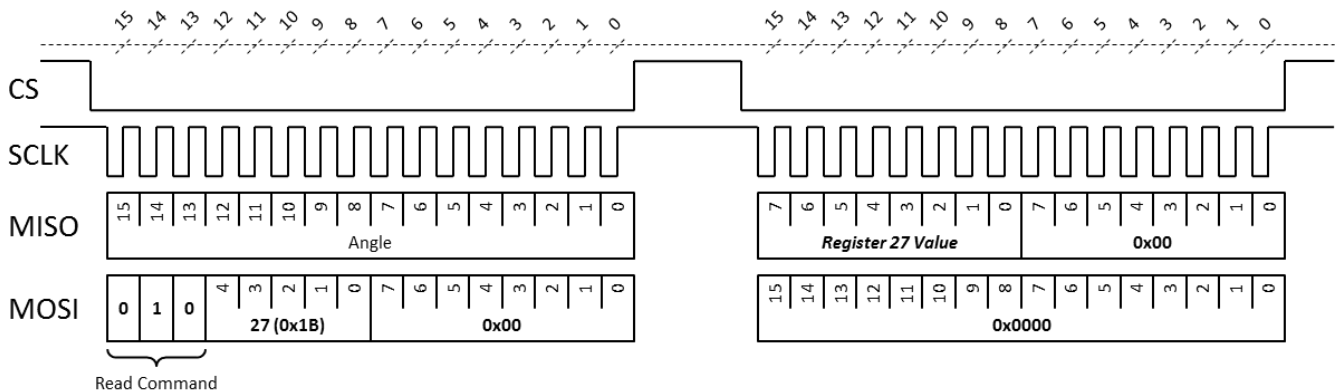 15 14 13 12 11 10 9 8 7 6 5 4 3 2 1 0 15 14 13 12 11 10 9 8 7 6 5 4 3 2 1 0
CS
SCLK
MISO
15 14 13 12 11 10 9 8 7 6 5 4 3 2 1 0 7 6 5 4 3 2 1 0 7 6 5 4 3 2 1 0
Angle Register 27 Value 0x00
MOSI
0 1 0 4 3 2 1 0 7 6 5 4 3 2 1 0 15 14 13 12 11 10 9 8 7 6 5 4 3 2 1 0
27 (0x1B) 0x00 0x0000
Read Command